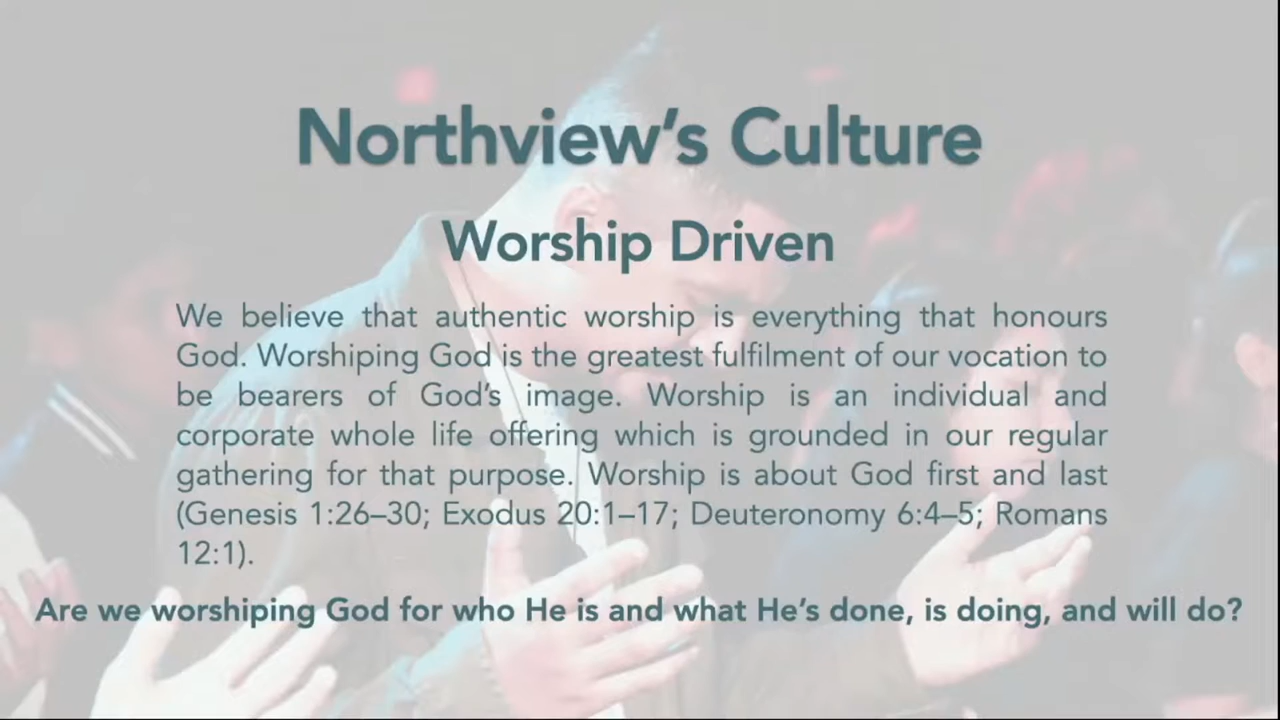 Northview's Culture
Worship Driven
We believe that authentic worship is everything that honours
God. Worshiping God is the greatest fulfilment of our vocation to
be bearers of God's image. Worship is an individual and
corporate whole life offering which is grounded in our regular
gathering for that purpose. Worship is about God first and last
(Genesis 1:26–30; Exodus 20:1–17; Deuteronomy 6:4–5; Romans
12:1).
Are we worshiping God for who He is and what He's done, is doing, and will do?